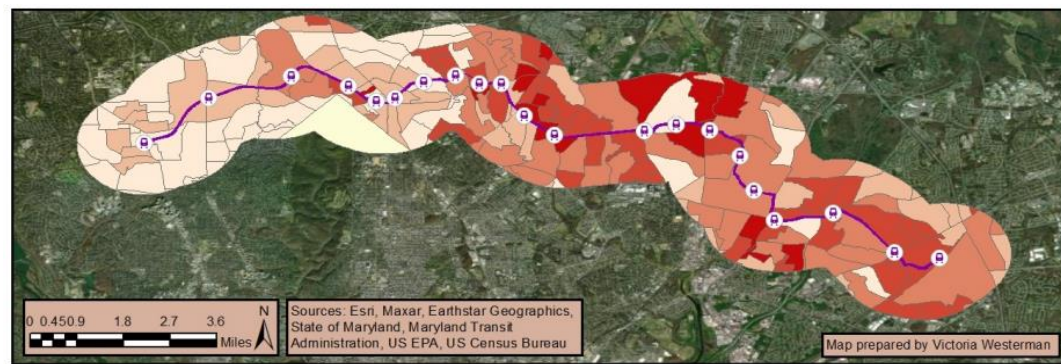 0 0.450.9 1.8 2.7 3.6
Miles
N
Sources: Esri, Maxar, Earthstar Geographics,
State of Maryland, Maryland Transit
Administration, US EPA, US Census Bureau
Map prepared by Victoria Westerman